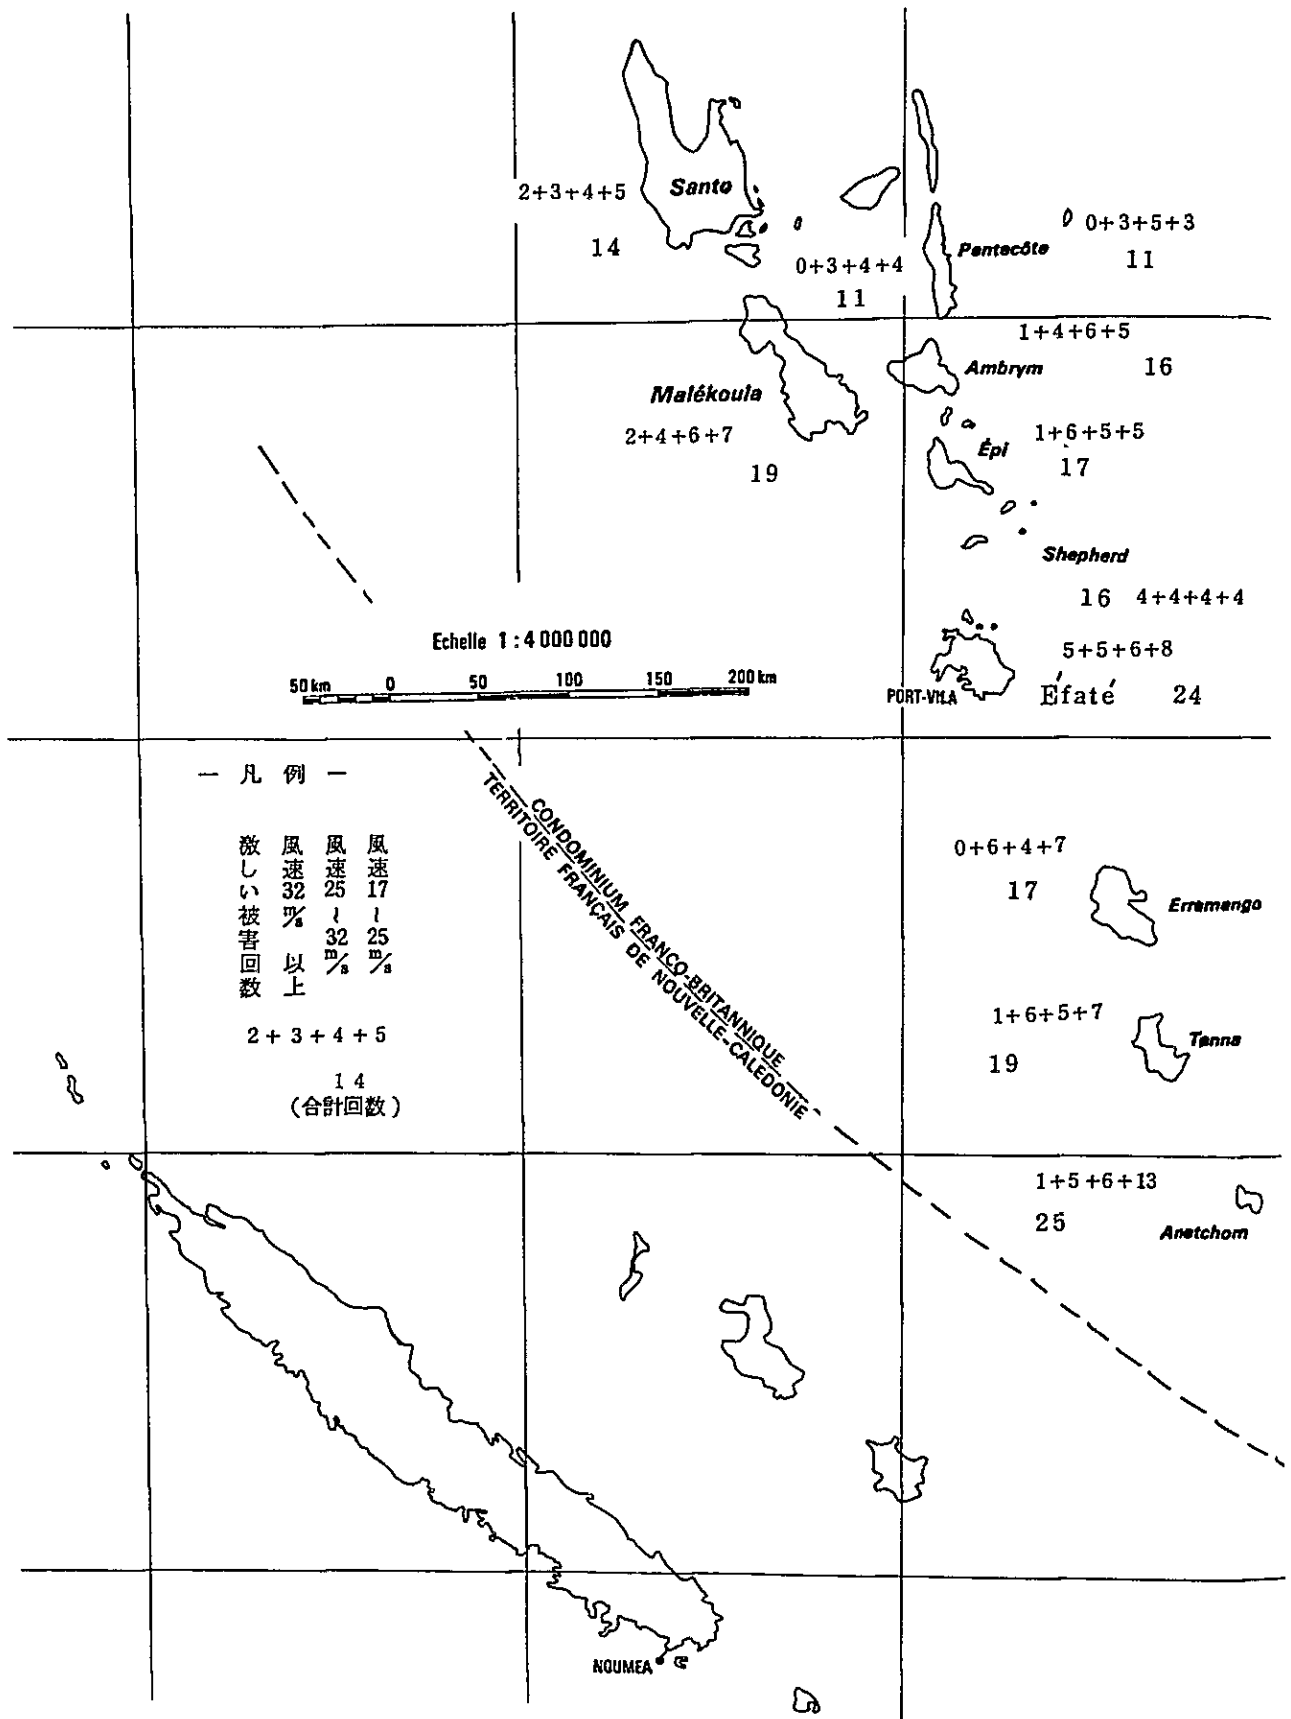 Santo
2+3+4+5
14
0+3+4+4
11
Pentecôte
0+3+5+3
11
1+4+6+5
Ambrym
16
Malékoula
2+4+6+7
19
Épi
1+6+5+5
17
Shepherd
16 4+4+4+4
5+5+6+8
PORT-VILA
Éfaté 24
Echelle 1:4 000 000
50 km 0 50 100 150 200 km
CONDOMINIUM FRANCO-BRITANNIQUE
TERRITOIRE FRANÇAIS DE NOUVELLE-CALÉDONIE
— 凡 例 —
風速17~25m/s
風速25~32m/s
風速32m/s以上
激しい被害回数
2+3+4+5
14
(合計回数)
0+6+4+7
17
Erromango
1+6+5+7
19
Tanna
1+5+6+13
25
Anatchom
NOUMEA